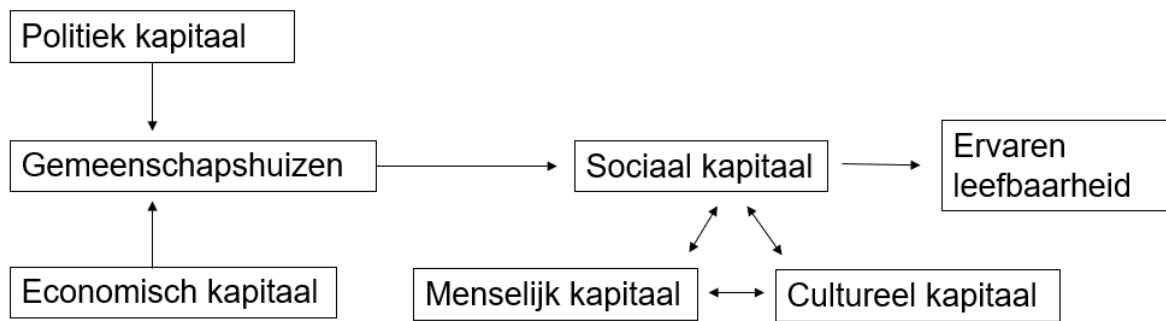 Politiek kapitaal
Gemeenschapshuizen
Sociaal kapitaal
Ervaren
leefbaarheid
Economisch kapitaal
Menselijk kapitaal
Cultureel kapitaal